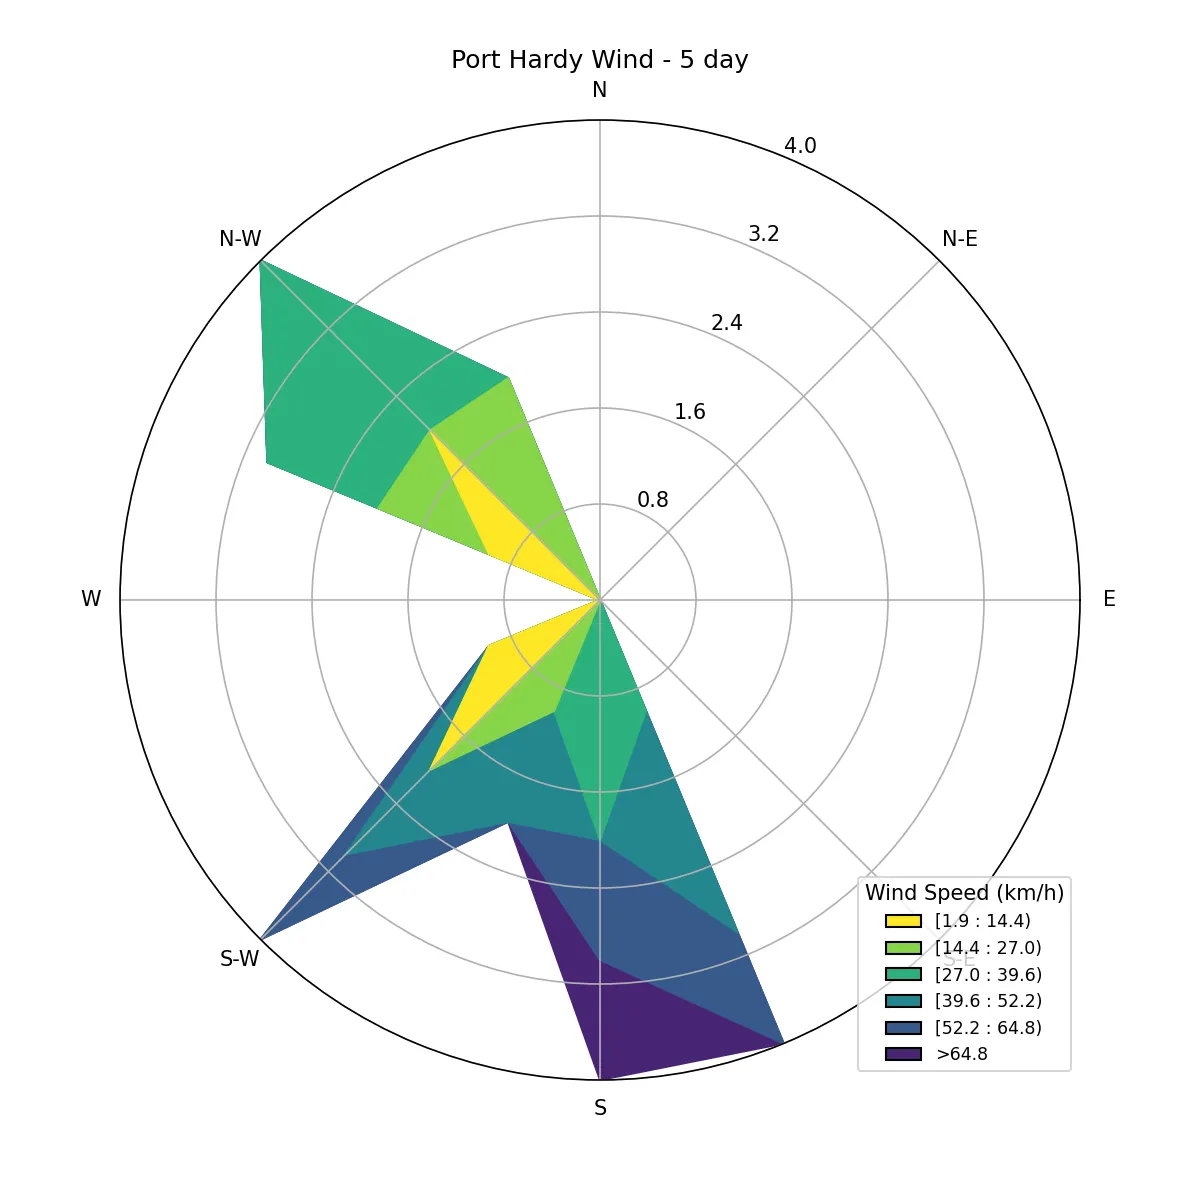 Port Hardy Wind - 5 day
N
4.0
N-W
3.2
N-E
2.4
1.6
0.8
W
E
Wind Speed (km/h)
[1.9 : 14.4)
[14.4 : 27.0)
S-W
S-E
[27.0 : 39.6)
[39.6 : 52.2)
[52.2 : 64.8)
>64.8
S